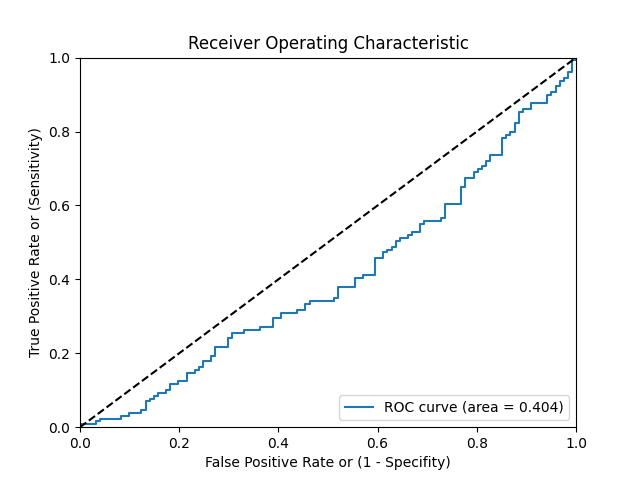 Receiver Operating Characteristic
True Positive Rate or (Sensitivity)
1.0
0.8
0.6
0.4
0.2
0.0
ROC curve (area = 0.404)
0.0 0.2 0.4 0.6 0.8 1.0
False Positive Rate or (1 - Specifity)